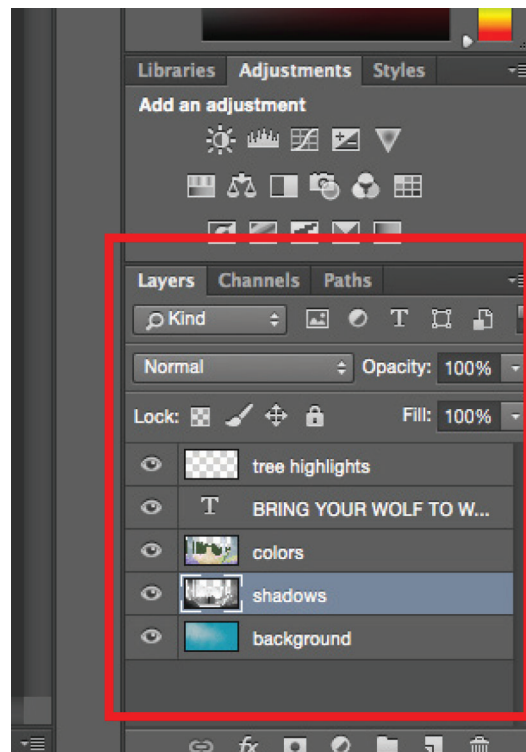 Libraries Adjustments Styles
Add an adjustment
Layers Channels Paths
Kind T
Normal Opacity: 100%
Lock: Fill: 100%
tree highlights
T BRING YOUR WOLF TO W...
colors
shadows
background
fx